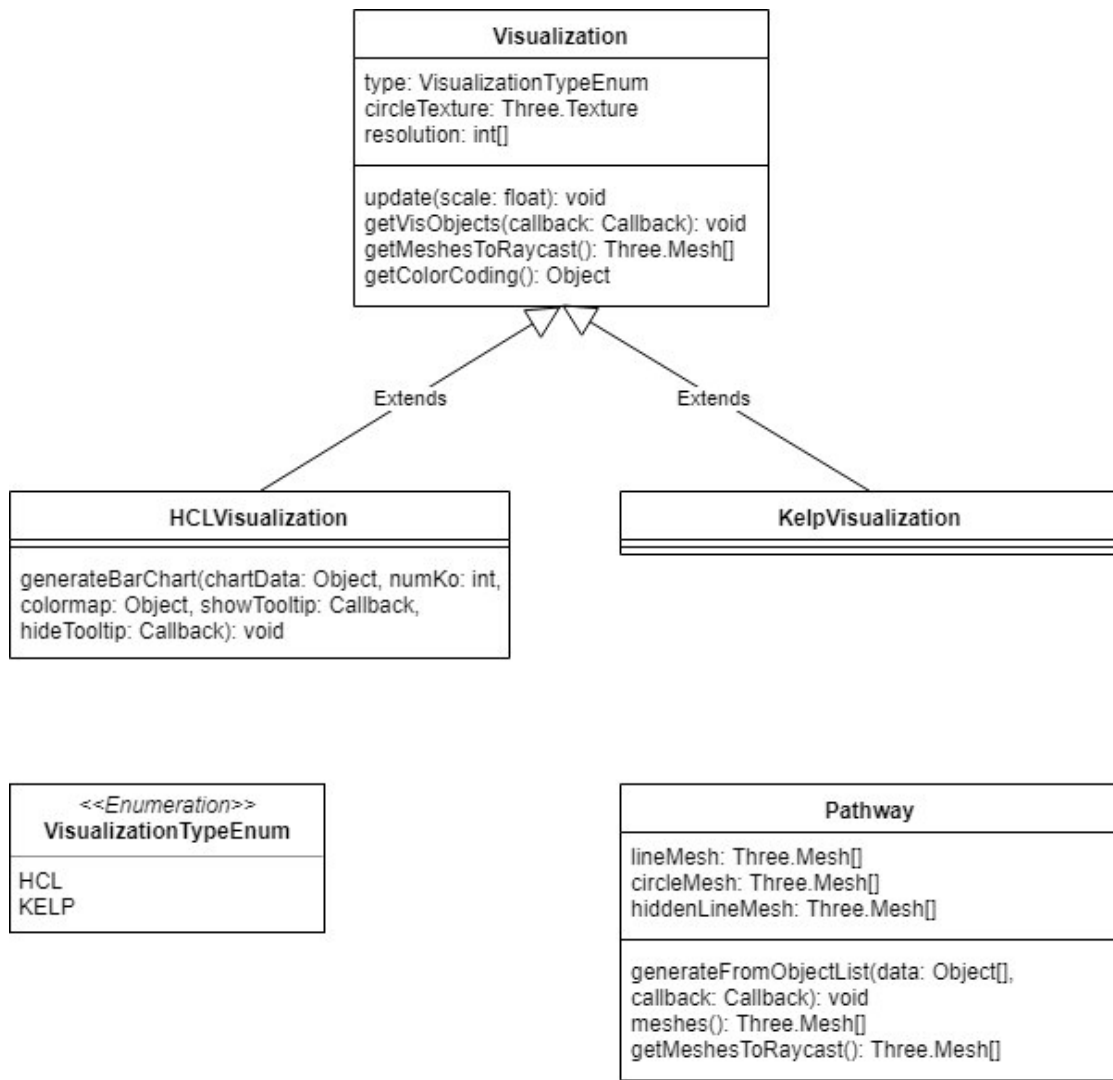 Visualization
type: VisualizationTypeEnum
circleTexture: Three.Texture
resolution: int[]
update(scale: float): void
getVisObjects(callback: Callback): void
getMeshesToRaycast(): Three.Mesh[]
getColorCoding(): Object
Extends
Extends
HCLVisualization
generateBarChart(chartData: Object, numKo: int,
colormap: Object, showTooltip: Callback,
hideTooltip: Callback): void
KelpVisualization
<<Enumeration>>
VisualizationTypeEnum
HCL
KELP
Pathway
lineMesh: Three.Mesh[]
circleMesh: Three.Mesh[]
hiddenLineMesh: Three.Mesh[]
generateFromObjectList(data: Object[],
callback: Callback): void
meshes(): Three.Mesh[]
getMeshesToRaycast(): Three.Mesh[]